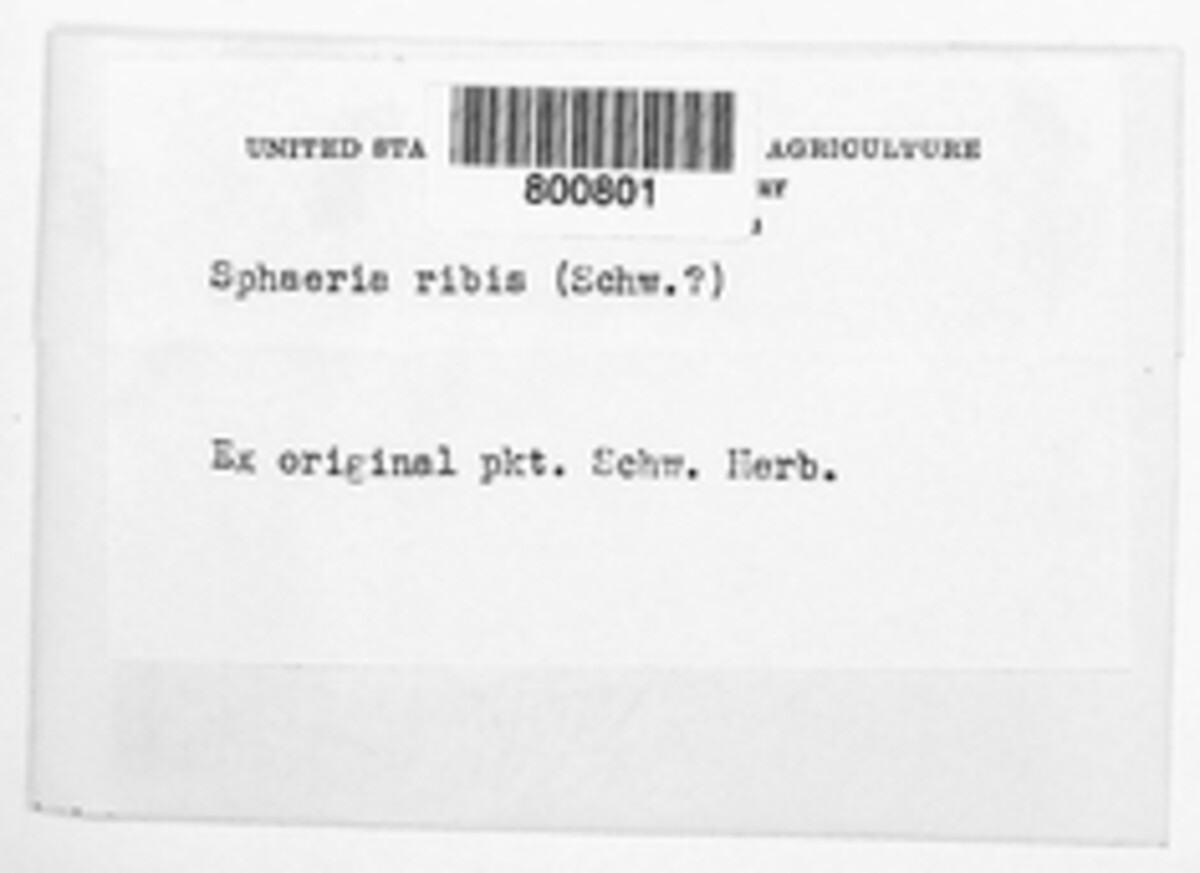 UNITED STA AGRICULTURE
800801
Sphaeria ribis (Schw.?)
Ex original pkt. Schw. Herb.